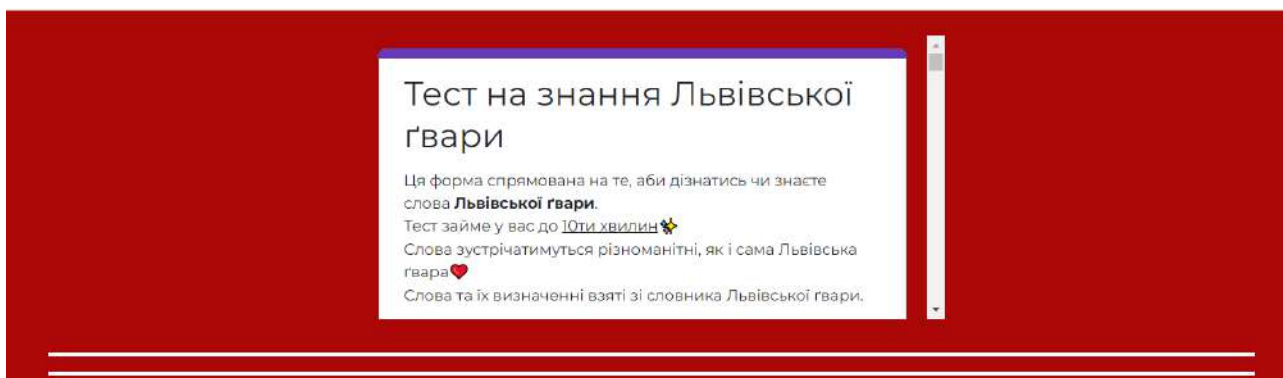 Тест на знання Львівської
ґвари
Ця форма спрямована на те, аби дізнатись чи знаєте
слова Львівської ґвари.
Тест займе у вас до 10ти хвилин✨
Слова зустрічатимуться різноманітні, як і сама Львівська
ґвара❤️
Слова та їх визначенні взяті зі словника Львівської ґвари.